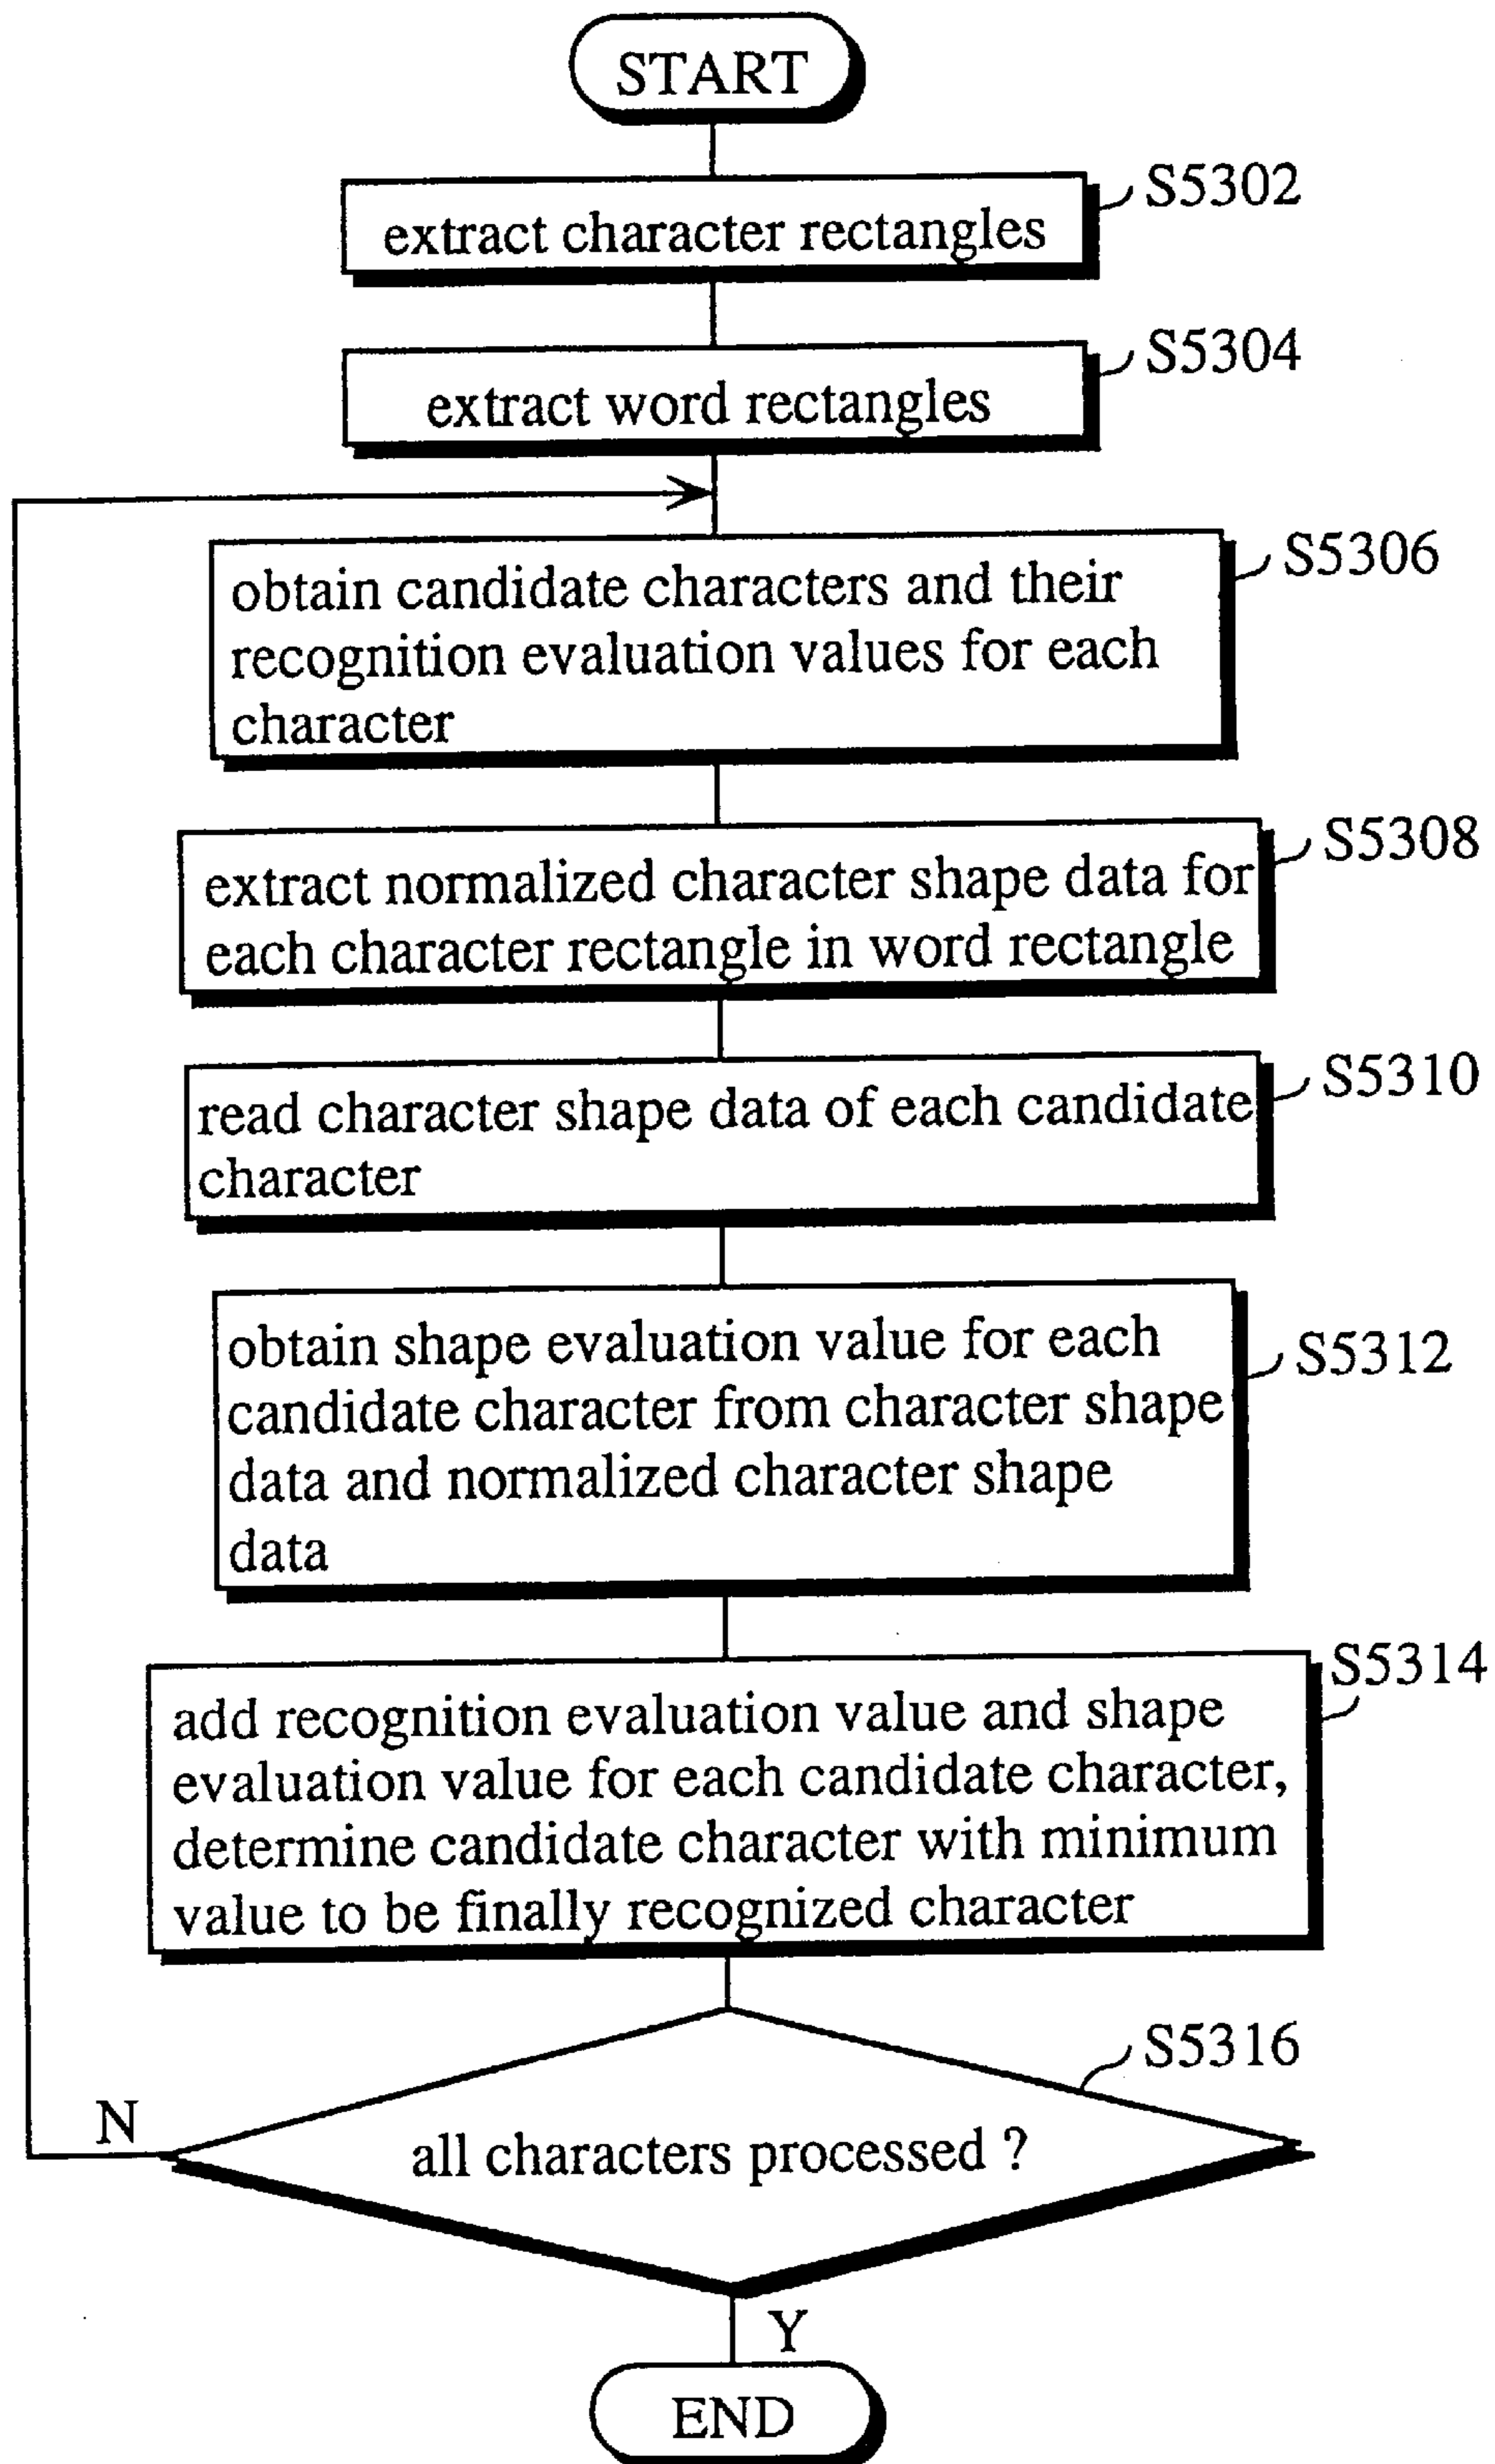 START
S5302
extract character rectangles
S5304
extract word rectangles
S5306
obtain candidate characters and their
recognition evaluation values for each
character
S5308
extract normalized character shape data for
each character rectangle in word rectangle
S5310
read character shape data of each candidate
character
S5312
obtain shape evaluation value for each
candidate character from character shape
data and normalized character shape
data
S5314
add recognition evaluation value and shape
evaluation value for each candidate character,
determine candidate character with minimum
value to be finally recognized character
S5316
N
all characters processed ?
Y
END